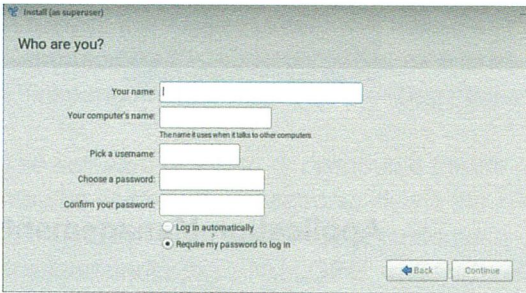 Install (as superuser)
Who are you?
Your name:
Your computer's name:
The name it uses when it talks to other computers.
Pick a username:
Choose a password:
Confirm your password:
Log in automatically
Require my password to log in
Back
Continue